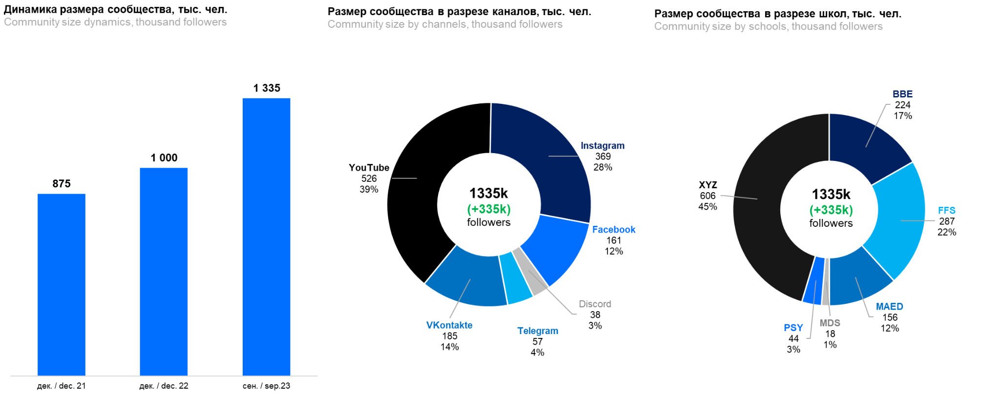 Динамика размера сообщества, тыс. чел.
Community size dynamics, thousand followers
875
1 000
1 335
дек. / dec. 21
дек. / dec. 22
сен. / sep.23
Размер сообщества в разрезе каналов, тыс. чел.
Community size by channels, thousand followers
YouTube
526
39%
Instagram
369
28%
1335k
(+335k)
followers
Facebook
161
12%
Discord
38
3%
VKontakte
185
14%
Telegram
57
4%
Размер сообщества в разрезе школ, тыс. чел.
Community size by schools, thousand followers
BBE
224
17%
XYZ
606
45%
1335k
(+335k)
followers
FFS
287
22%
MAED
156
12%
PSY
44
3%
MDS
18
1%